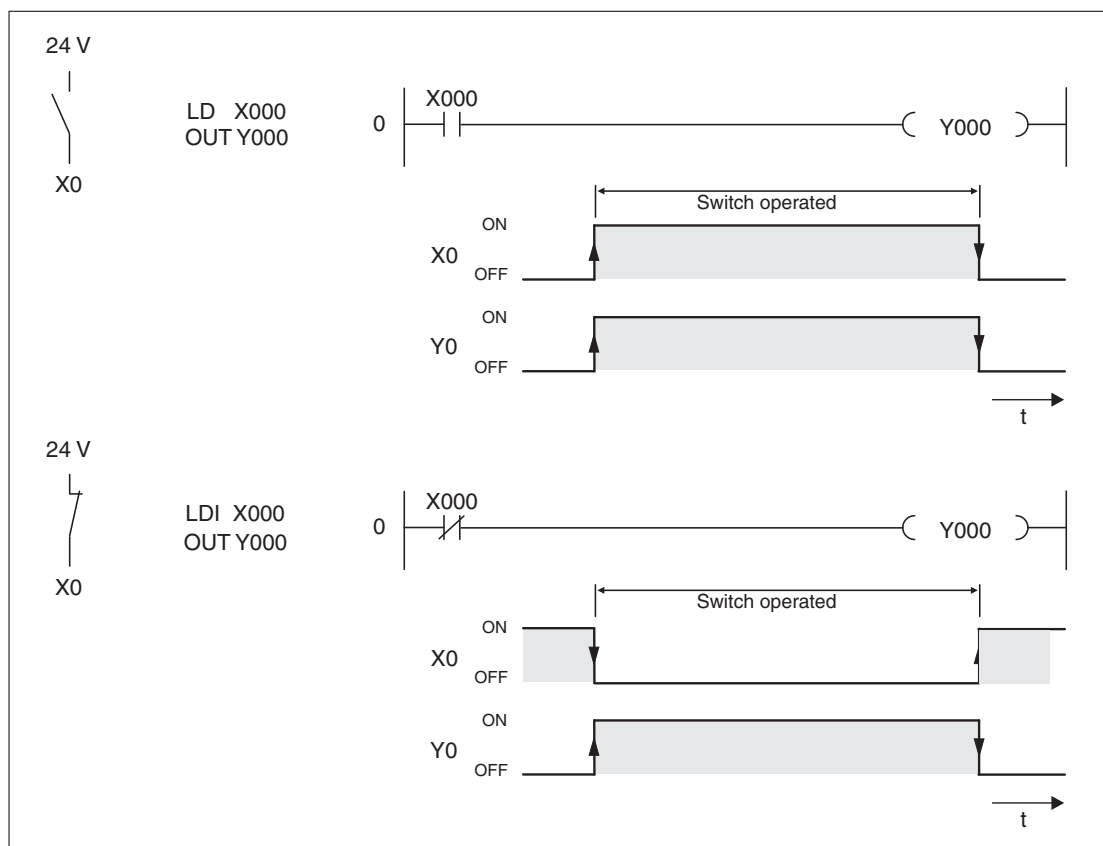 24 V
X0
LD X000
OUT Y000
0
X000
Y000
Switch operated
X0
ON
OFF
Y0
ON
OFF
t
24 V
X0
LDI X000
OUT Y000
0
X000
Y000
Switch operated
X0
ON
OFF
Y0
ON
OFF
t